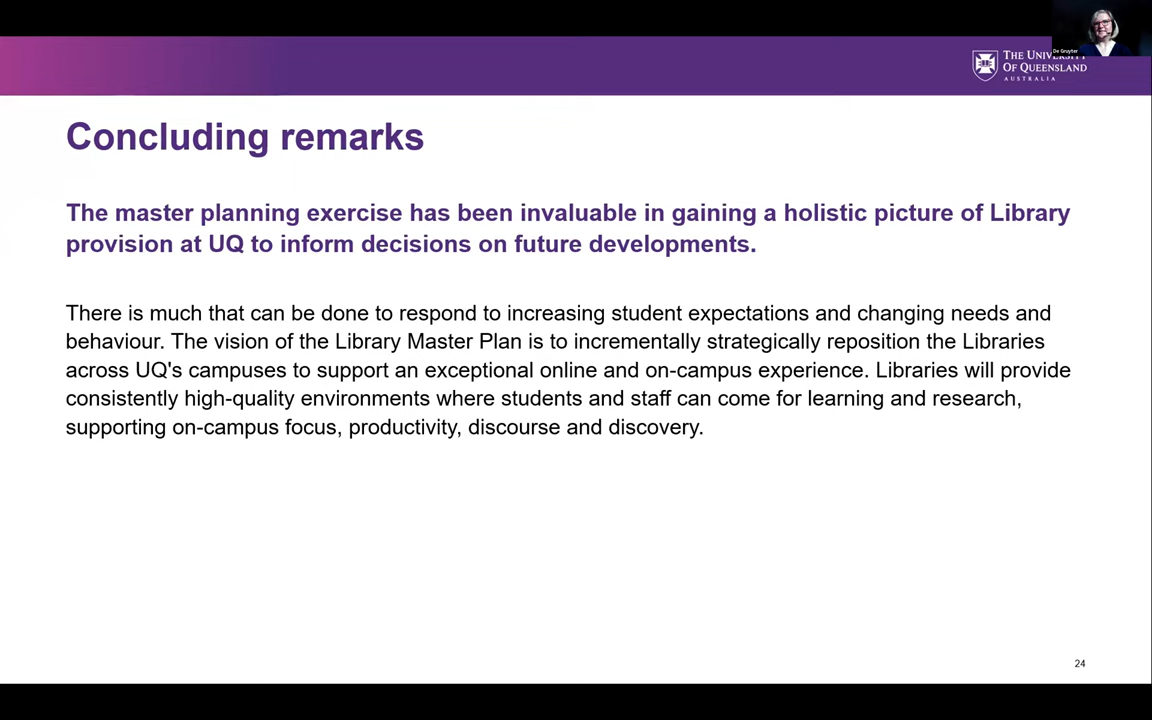 De Gruyter
THE UNIVERSITY
OF QUEENSLAND
AUSTRALIA
Concluding remarks
The master planning exercise has been invaluable in gaining a holistic picture of Library
provision at UQ to inform decisions on future developments.
There is much that can be done to respond to increasing student expectations and changing needs and
behaviour. The vision of the Library Master Plan is to incrementally strategically reposition the Libraries
across UQ's campuses to support an exceptional online and on-campus experience. Libraries will provide
consistently high-quality environments where students and staff can come for learning and research,
supporting on-campus focus, productivity, discourse and discovery.
24